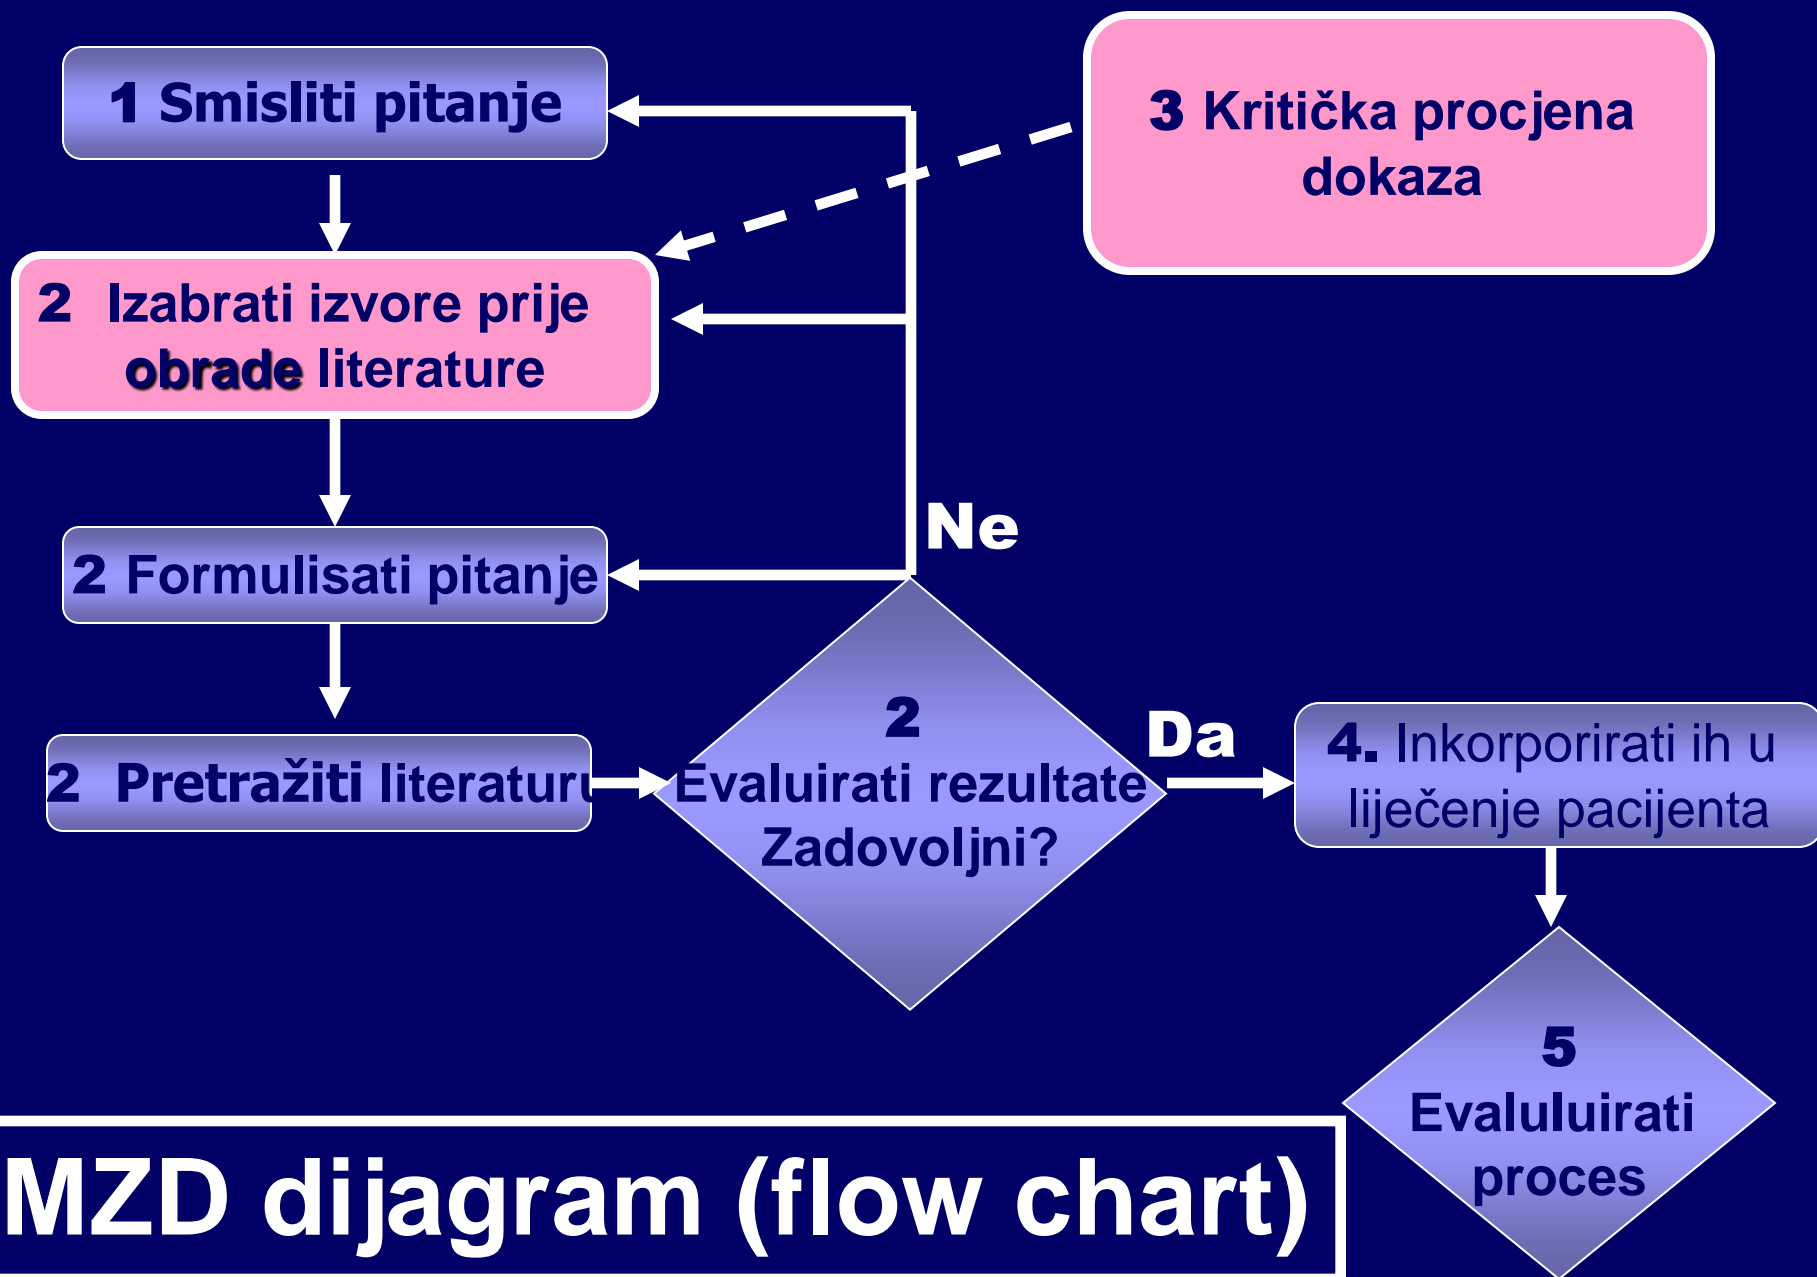 1 Smisliti pitanje
3 Kritička procjena
dokaza
2 Izabrati izvore prije
obrade literature
Ne
2 Formulisati pitanje
2 Pretražiti literaturu
2
Evaluirati rezultate
Zadovoljni?
Da
4. Inkorporirati ih u
liječenje pacijenta
5
Evaluluirati
proces
MZD dijagram (flow chart)